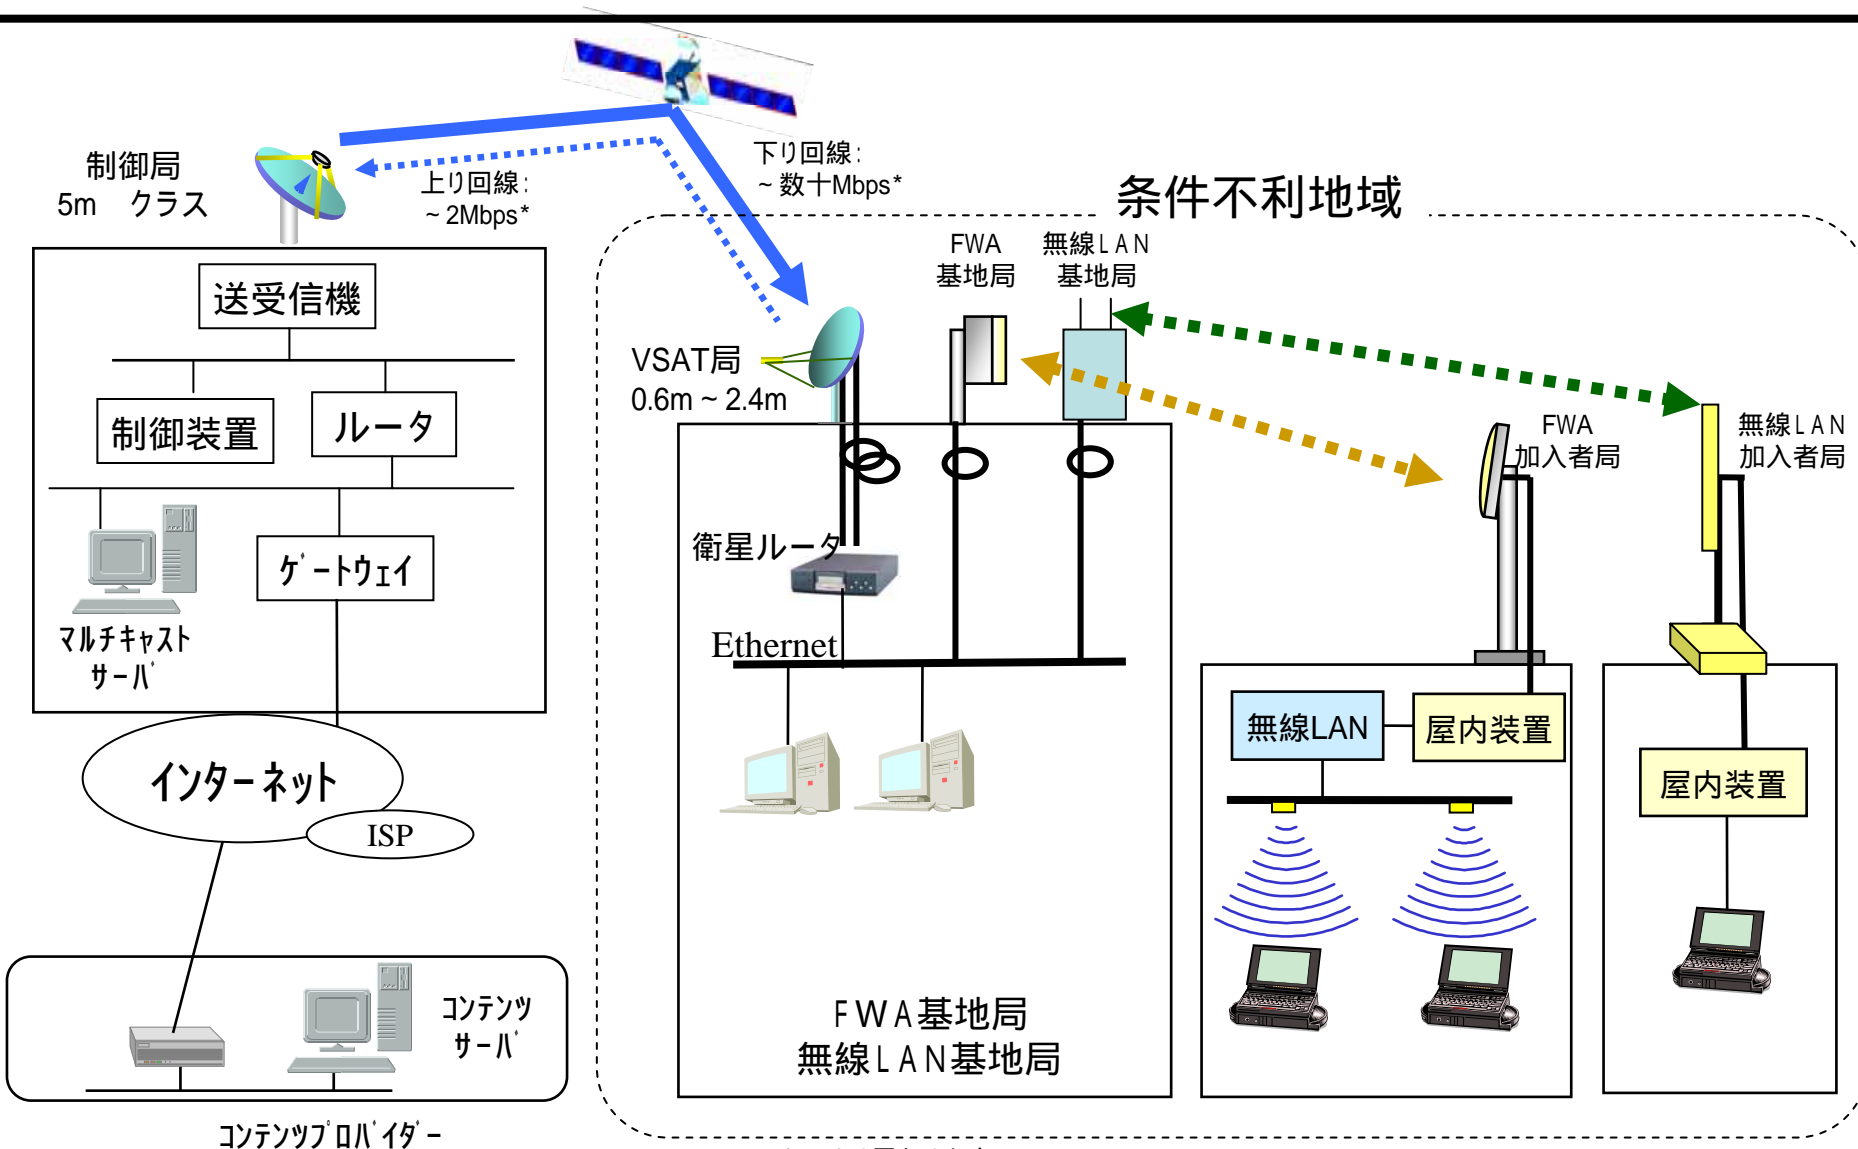 制御局
5m　クラス
上り回線：
～2Mbps*
下り回線：
～数十Mbps*
条件不利地域
送受信機
制御装置
ルータ
ｹﾞｰﾄｳｪｲ
ﾏﾙﾁｷｬｽﾄ
ｻｰﾊﾞ
ｲﾝﾀｰﾈｯﾄ
ISP
ｺﾝﾃﾝﾂ
ｻｰﾊﾞ
ｺﾝﾃﾝﾂﾌﾟﾛﾊﾞｲﾀﾞｰ
VSAT局
0.6m～2.4m
FWA
基地局
無線ＬＡＮ
基地局
衛星ルータ
Ethernet
ＦＷＡ基地局
無線ＬＡＮ基地局
FWA
加入者局
無線ＬＡＮ
加入者局
無線LAN
屋内装置
屋内装置